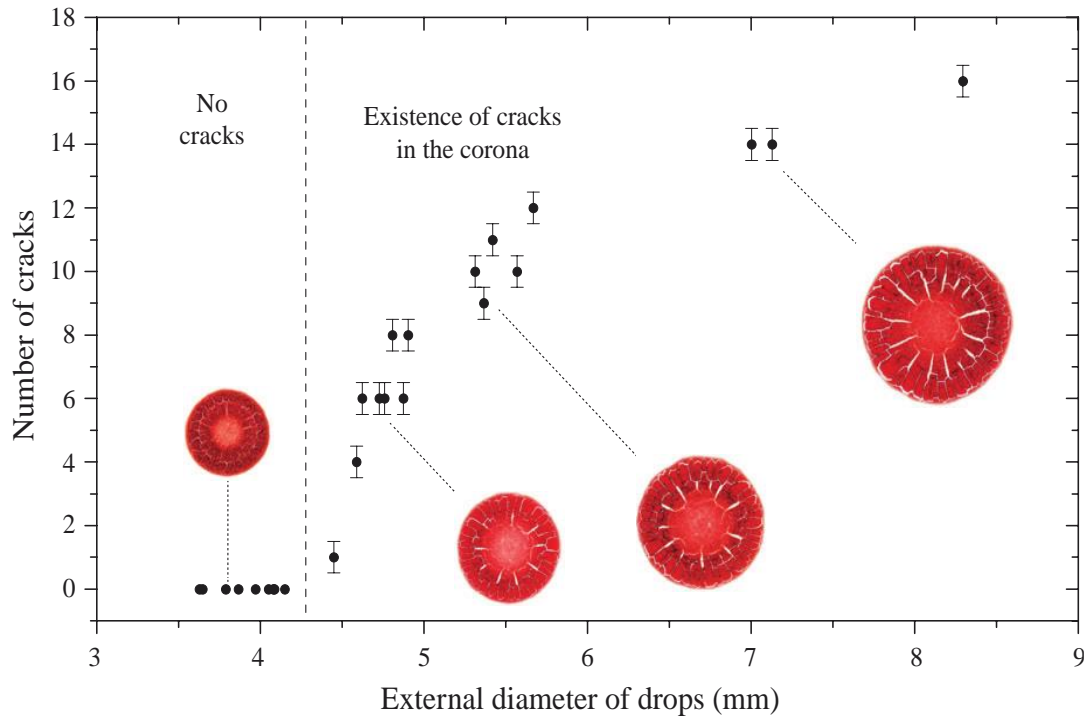 18
16
14
12
10
8
6
4
2
0
Number of cracks
No
cracks
Existence of cracks
in the corona
3 4 5 6 7 8 9
External diameter of drops (mm)